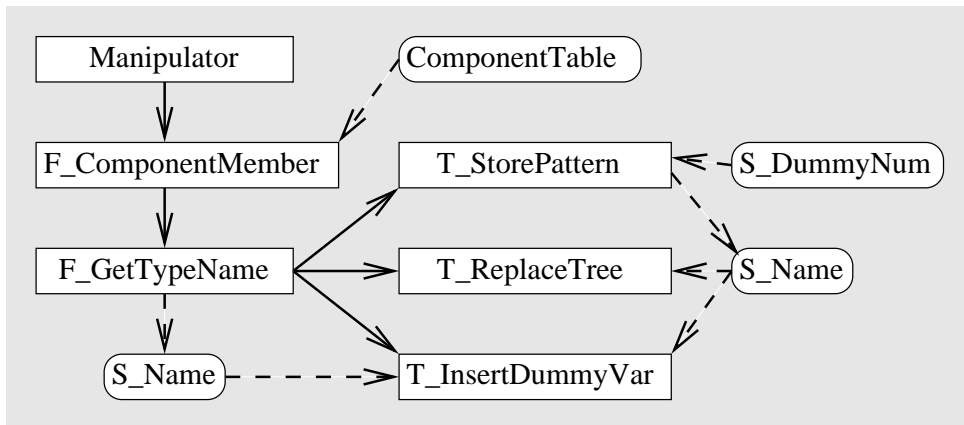 Manipulator
ComponentTable
F_ComponentMember
T_StorePattern
S_DummyNum
F_GetTypeName
T_ReplaceTree
S_Name
S_Name
T_InsertDummyVar